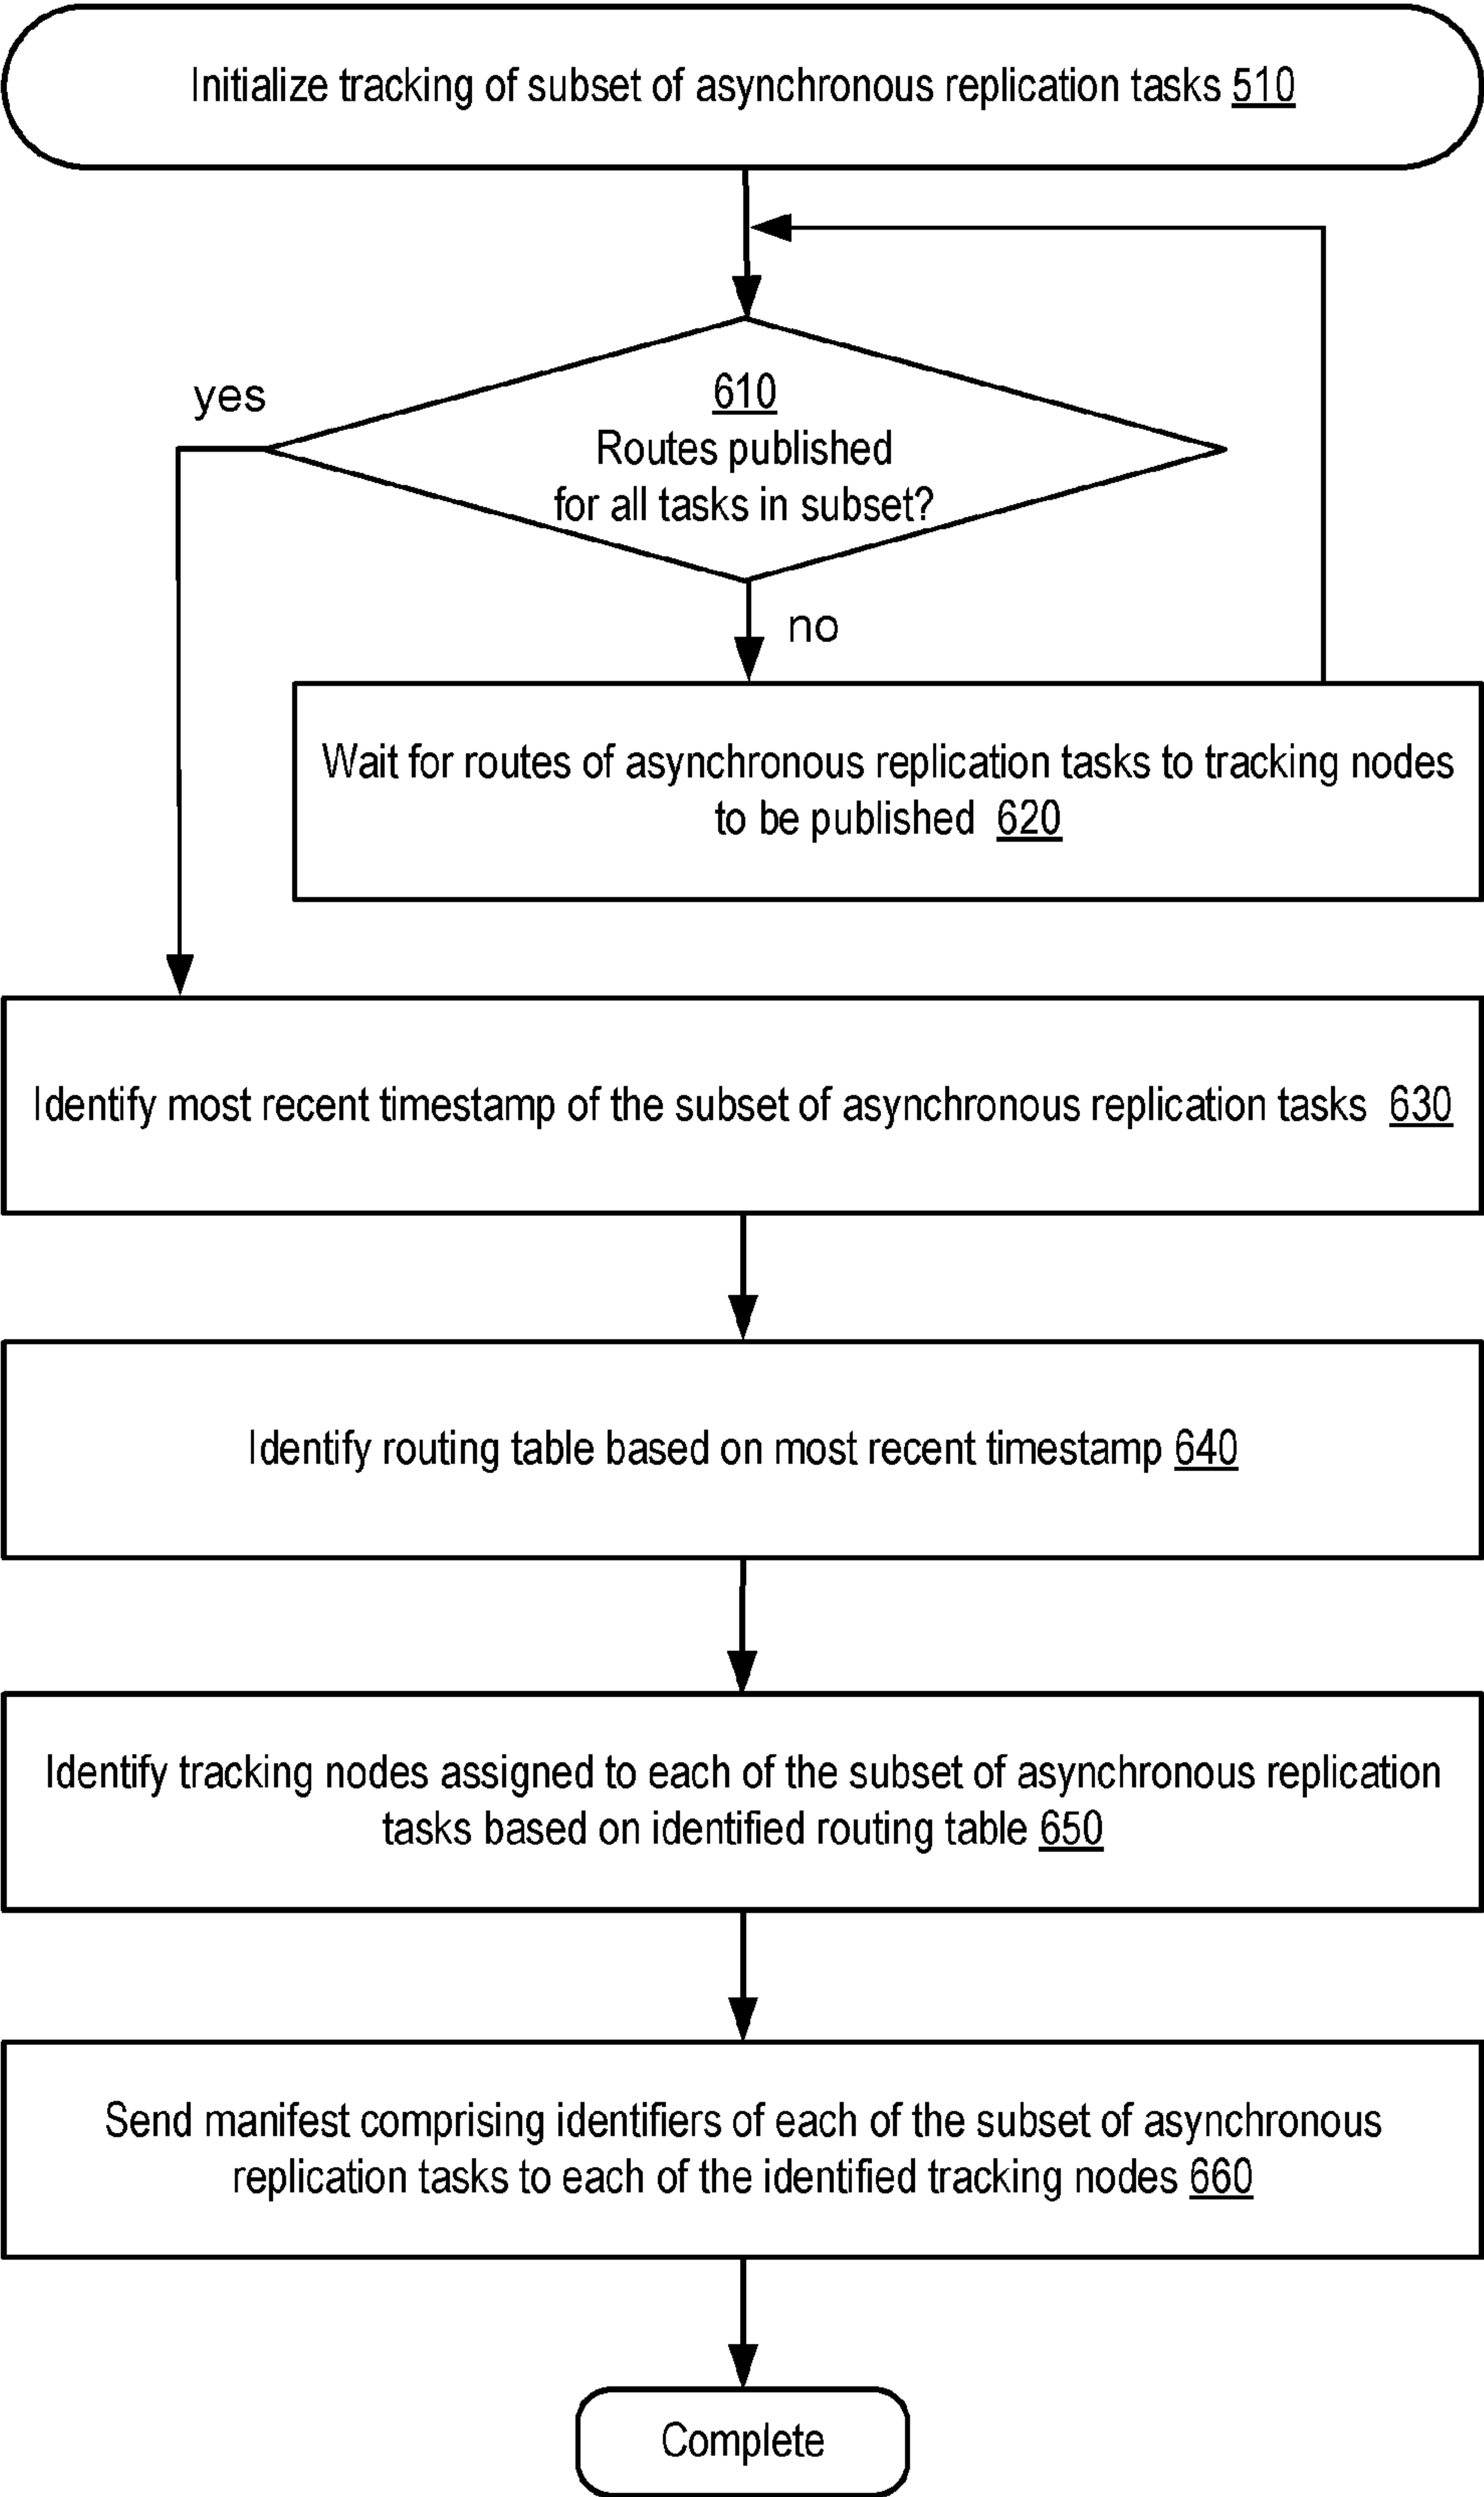 Initialize tracking of subset of asynchronous replication tasks 510
yes
610
Routes published
for all tasks in subset?
no
Wait for routes of asynchronous replication tasks to tracking nodes
to be published 620
Identify most recent timestamp of the subset of asynchronous replication tasks 630
Identify routing table based on most recent timestamp 640
Identify tracking nodes assigned to each of the subset of asynchronous replication
tasks based on identified routing table 650
Send manifest comprising identifiers of each of the subset of asynchronous
replication tasks to each of the identified tracking nodes 660
Complete